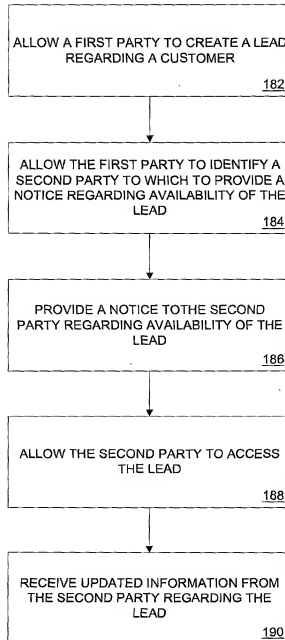 ALLOW A FIRST PARTY TO CREATE A LEAD
REGARDING A CUSTOMER
182
ALLOW THE FIRST PARTY TO IDENTIFY A
SECOND PARTY TO WHICH TO PROVIDE A
NOTICE REGARDING AVAILABILITY OF THE
LEAD
184
PROVIDE A NOTICE TOTHE SECOND
PARTY REGARDING AVAILABILITY OF THE
LEAD
186
ALLOW THE SECOND PARTY TO ACCESS
THE LEAD
188
RECEIVE UPDATED INFORMATION FROM
THE SECOND PARTY REGARDING THE
LEAD
190